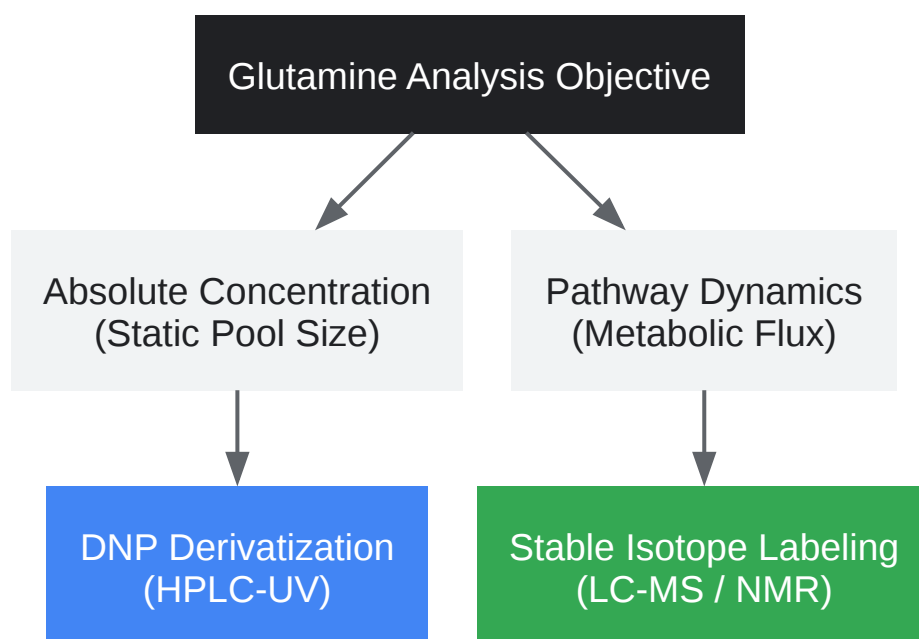 Glutamine Analysis Objective
Absolute Concentration
(Static Pool Size)
Pathway Dynamics
(Metabolic Flux)
DNP Derivatization
(HPLC-UV)
Stable Isotope Labeling
(LC-MS / NMR)